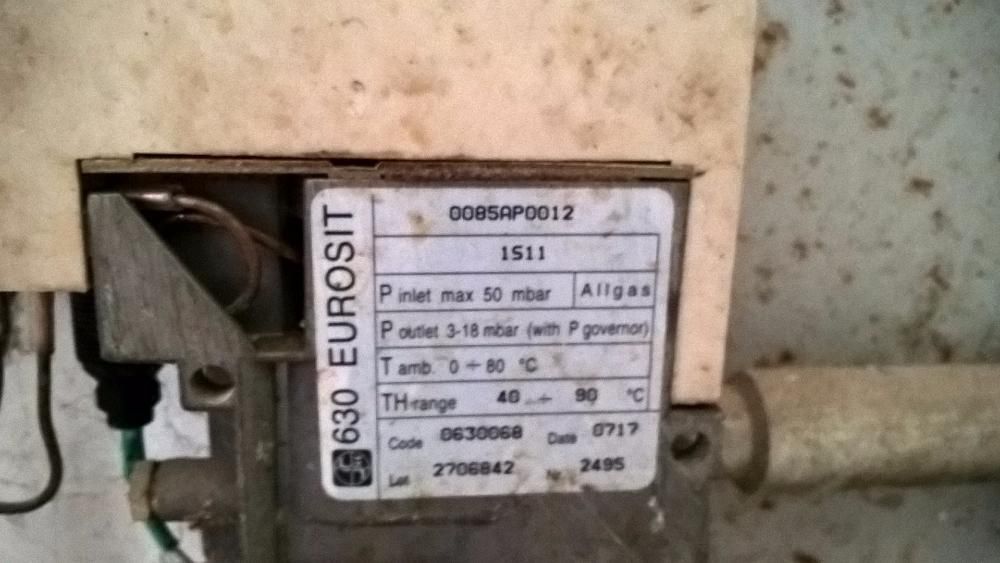 630 EUROSIT
0085AP0012
1S11
P inlet max 50 mbar Allgas
P outlet 3-18 mbar (with P governor)
T amb. 0 ÷ 80 °C
TH-range 40 ÷ 90 °C
Code 0630068 Date 0717
Lot 2706842 Nr. 2495